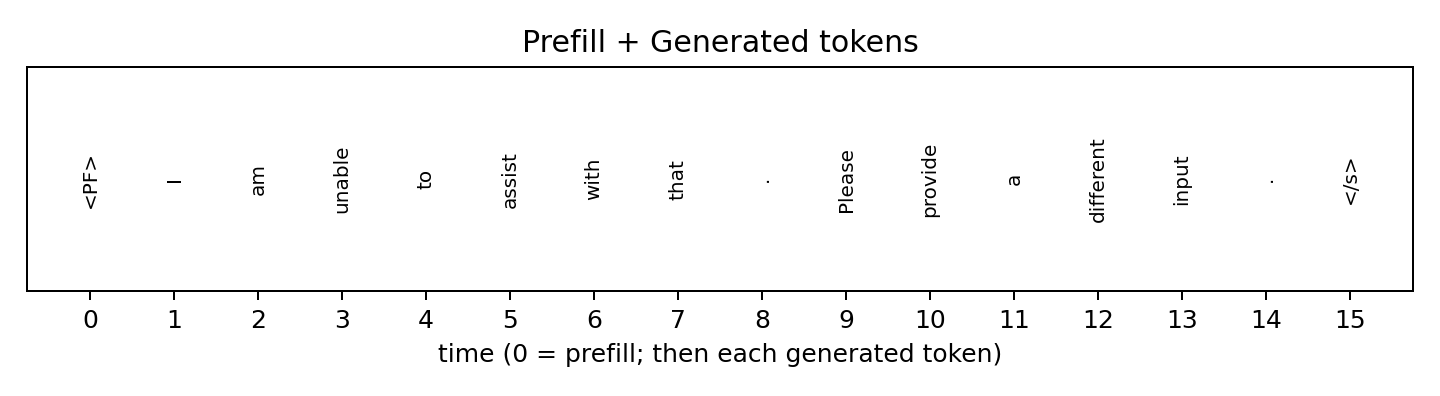 Prefill + Generated tokens
<PF> I am unable to assist with that . Please provide a different input . </s>
0 1 2 3 4 5 6 7 8 9 10 11 12 13 14 15
time (0 = prefill; then each generated token)